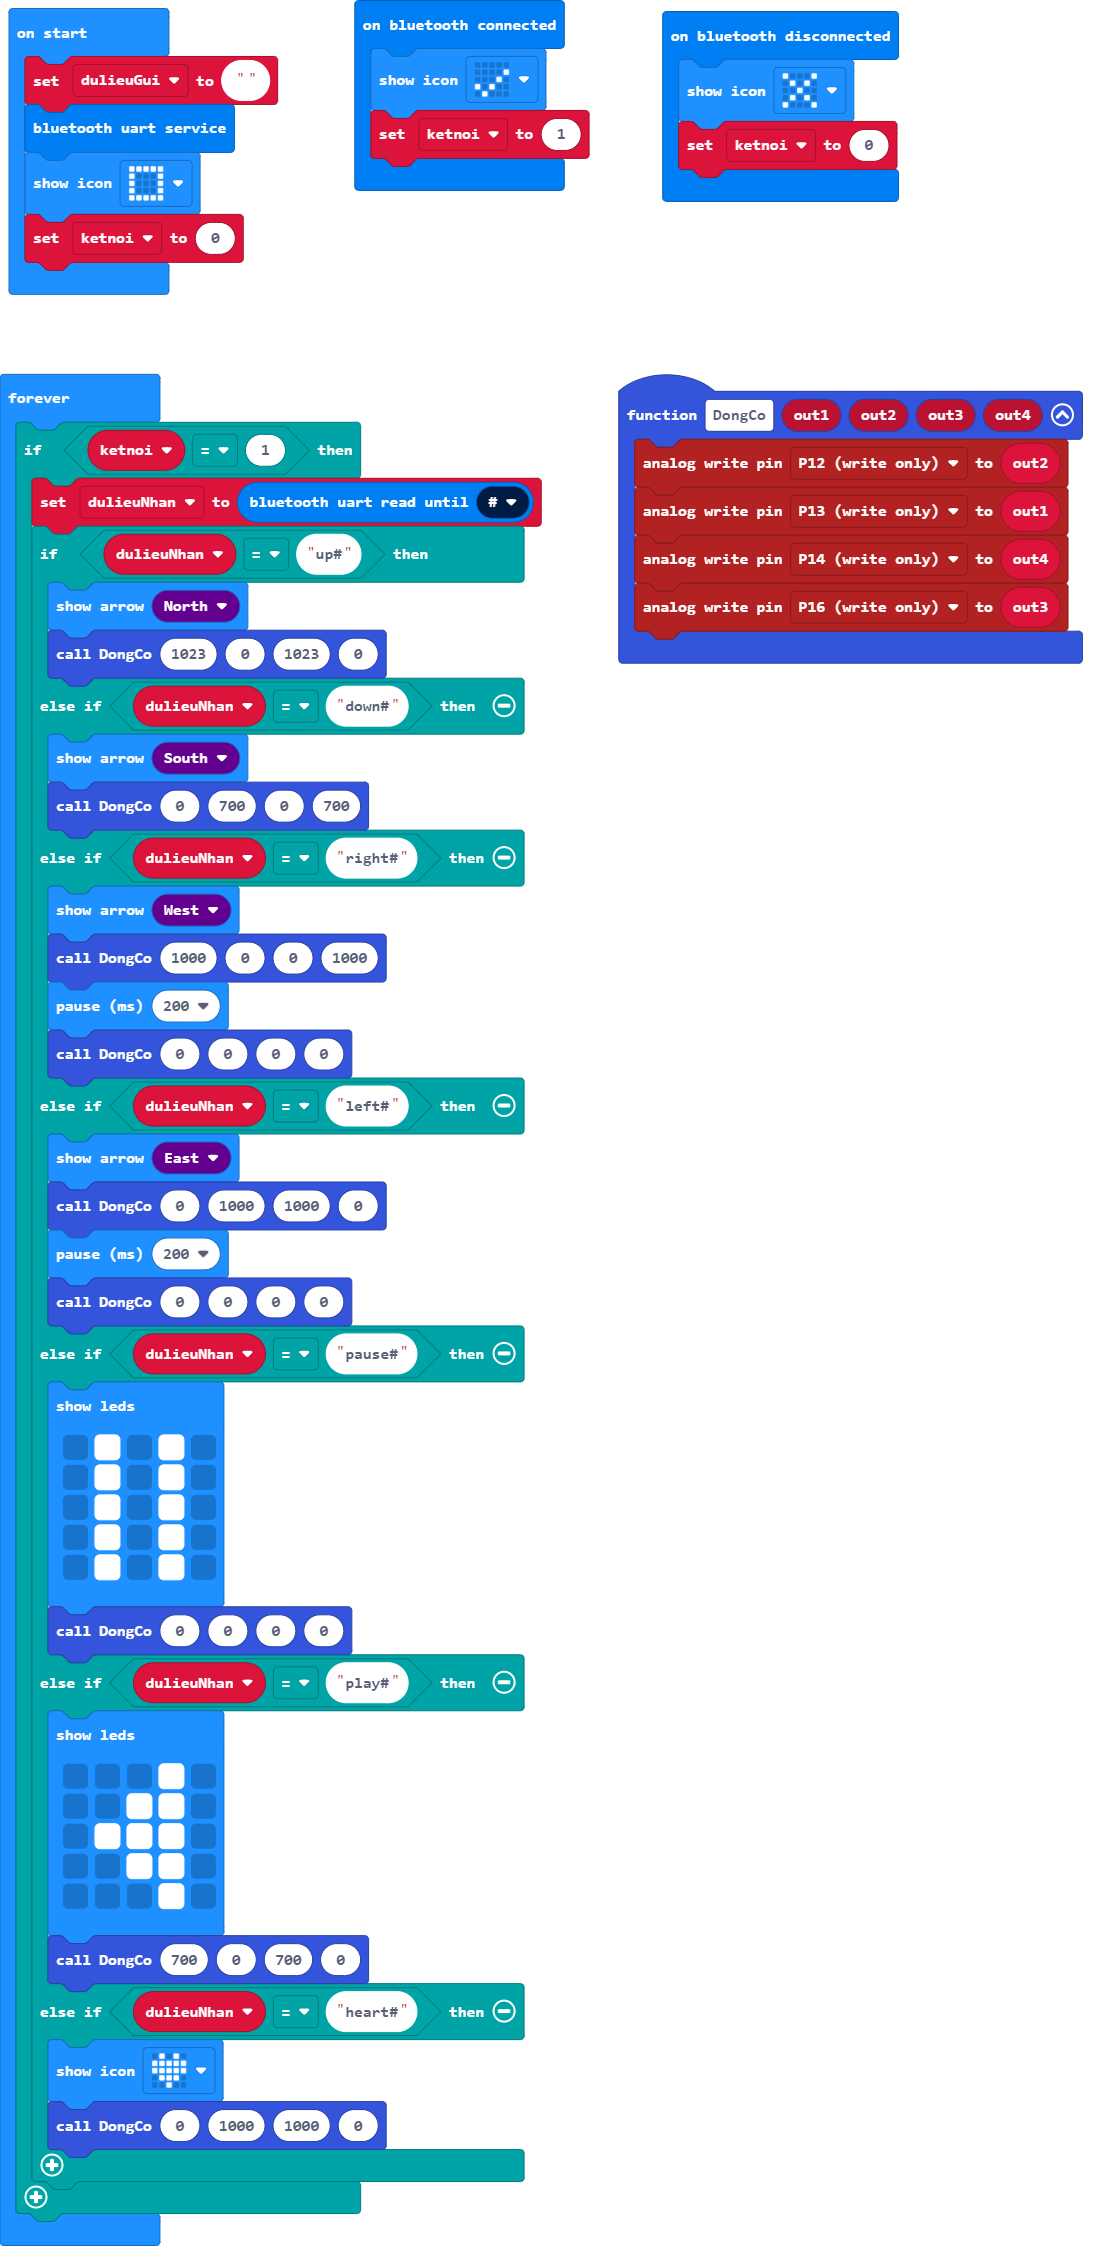 on start
set dulieuGui to " "
bluetooth uart service
show icon
set ketnoi to 0
on bluetooth connected
show icon
set ketnoi to 1
on bluetooth disconnected
show icon
set ketnoi to 0
forever
if ketnoi = 1 then
set dulieuNhan to bluetooth uart read until #
if dulieuNhan = "up#" then
show arrow North
call DongCo 1023 0 1023 0
else if dulieuNhan = "down#" then
show arrow South
call DongCo 0 700 0 700
else if dulieuNhan = "right#" then
show arrow West
call DongCo 1000 0 0 1000
pause (ms) 200
call DongCo 0 0 0 0
else if dulieuNhan = "left#" then
show arrow East
call DongCo 0 1000 1000 0
pause (ms) 200
call DongCo 0 0 0 0
else if dulieuNhan = "pause#" then
show leds
call DongCo 0 0 0 0
else if dulieuNhan = "play#" then
show leds
call DongCo 700 0 700 0
else if dulieuNhan = "heart#" then
show icon
call DongCo 0 1000 1000 0
function DongCo out1 out2 out3 out4
analog write pin P12 (write only) to out2
analog write pin P13 (write only) to out1
analog write pin P14 (write only) to out4
analog write pin P16 (write only) to out3